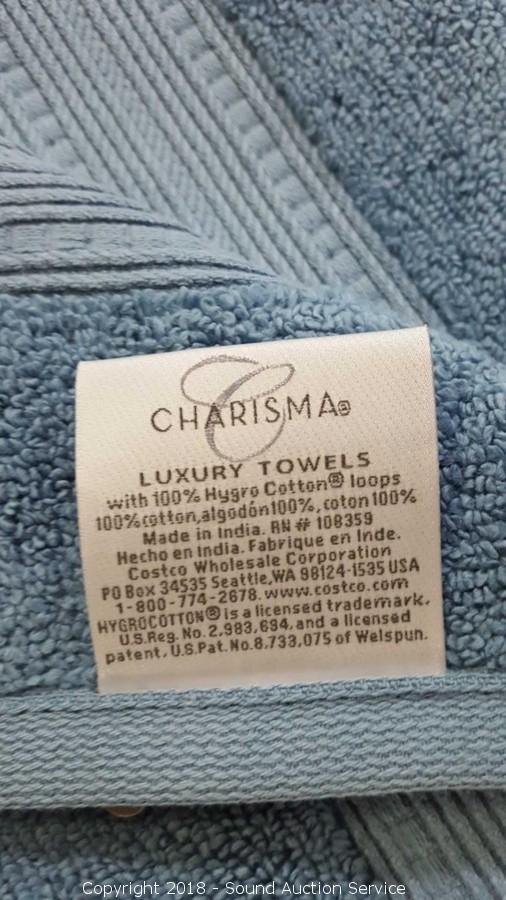 C
CHARISMA®
LUXURY TOWELS
with 100% Hygro Cotton® loops
100%cotton,algodón100%,coton100%
Made in India. RN# 108359
Hecho en India. Fabrique en Inde.
Costco Wholesale Corporation
PO Box 34535 Seattle,WA 98124-1535 USA
1-800-774-2678. www.costco.com
HYGROCOTTON® is a licensed trademark,
U.S.Reg. No.2,983,694,and a licensed
patent, U.S.Pat.No.8,733,075 of Welspun.
Copyright 2018 - Sound Auction Service